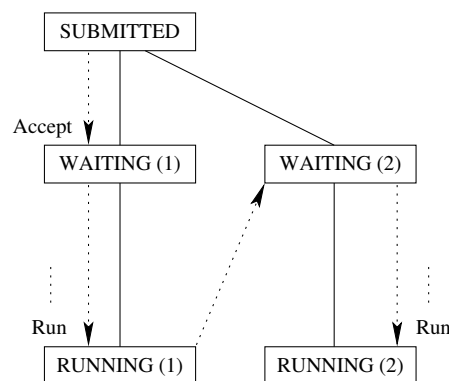 SUBMITTED
Accept
WAITING (1)
WAITING (2)
Run
Run
RUNNING (1)
RUNNING (2)